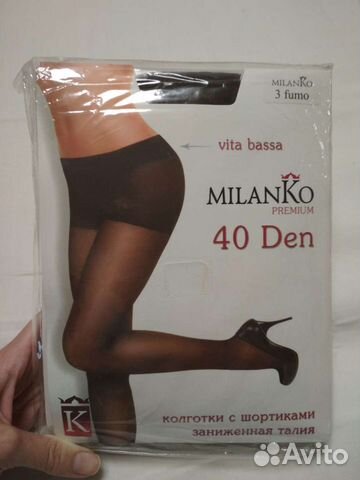 MILANKO
3 fumo
vita bassa
MILANKO
PREMIUM
40 Den
K
колготки с шортиками
заниженная талия
Avito